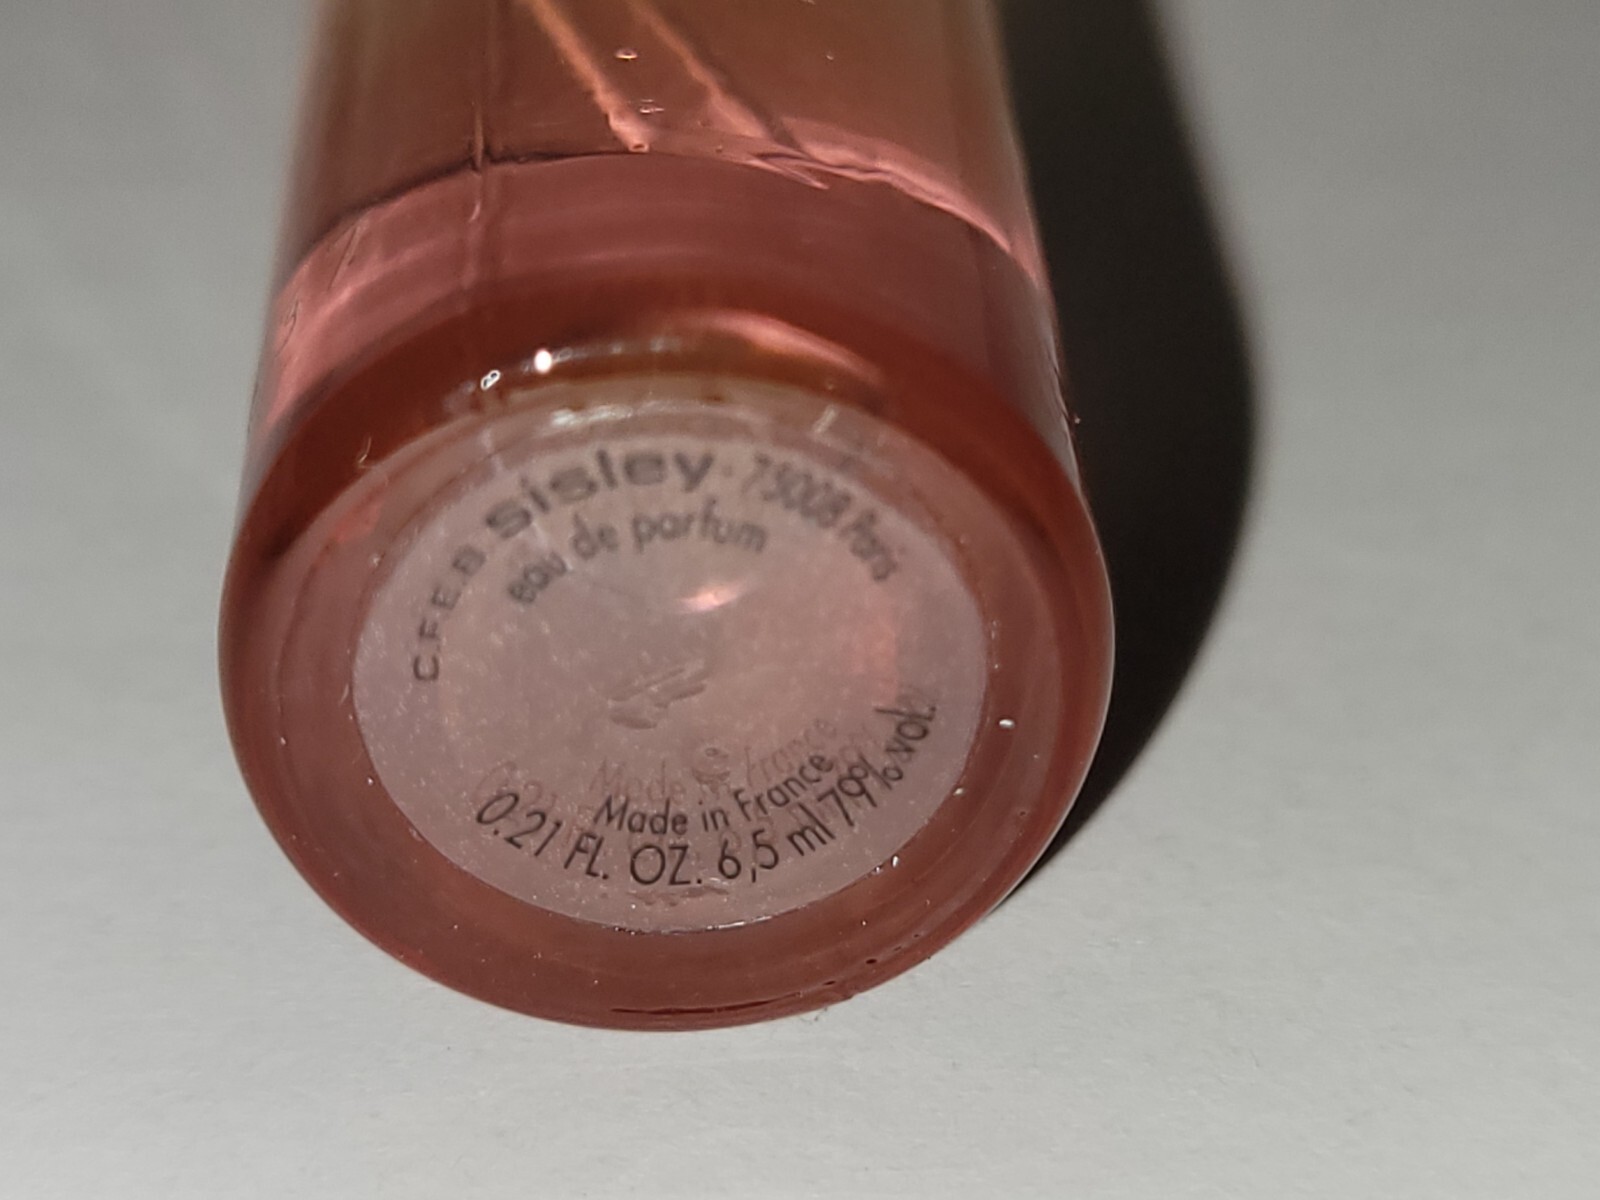 C.F.E.B. sisley - 75008 Paris
eau de parfum
Made in France
0.21 FL. OZ. 6,5 ml 79% vol.